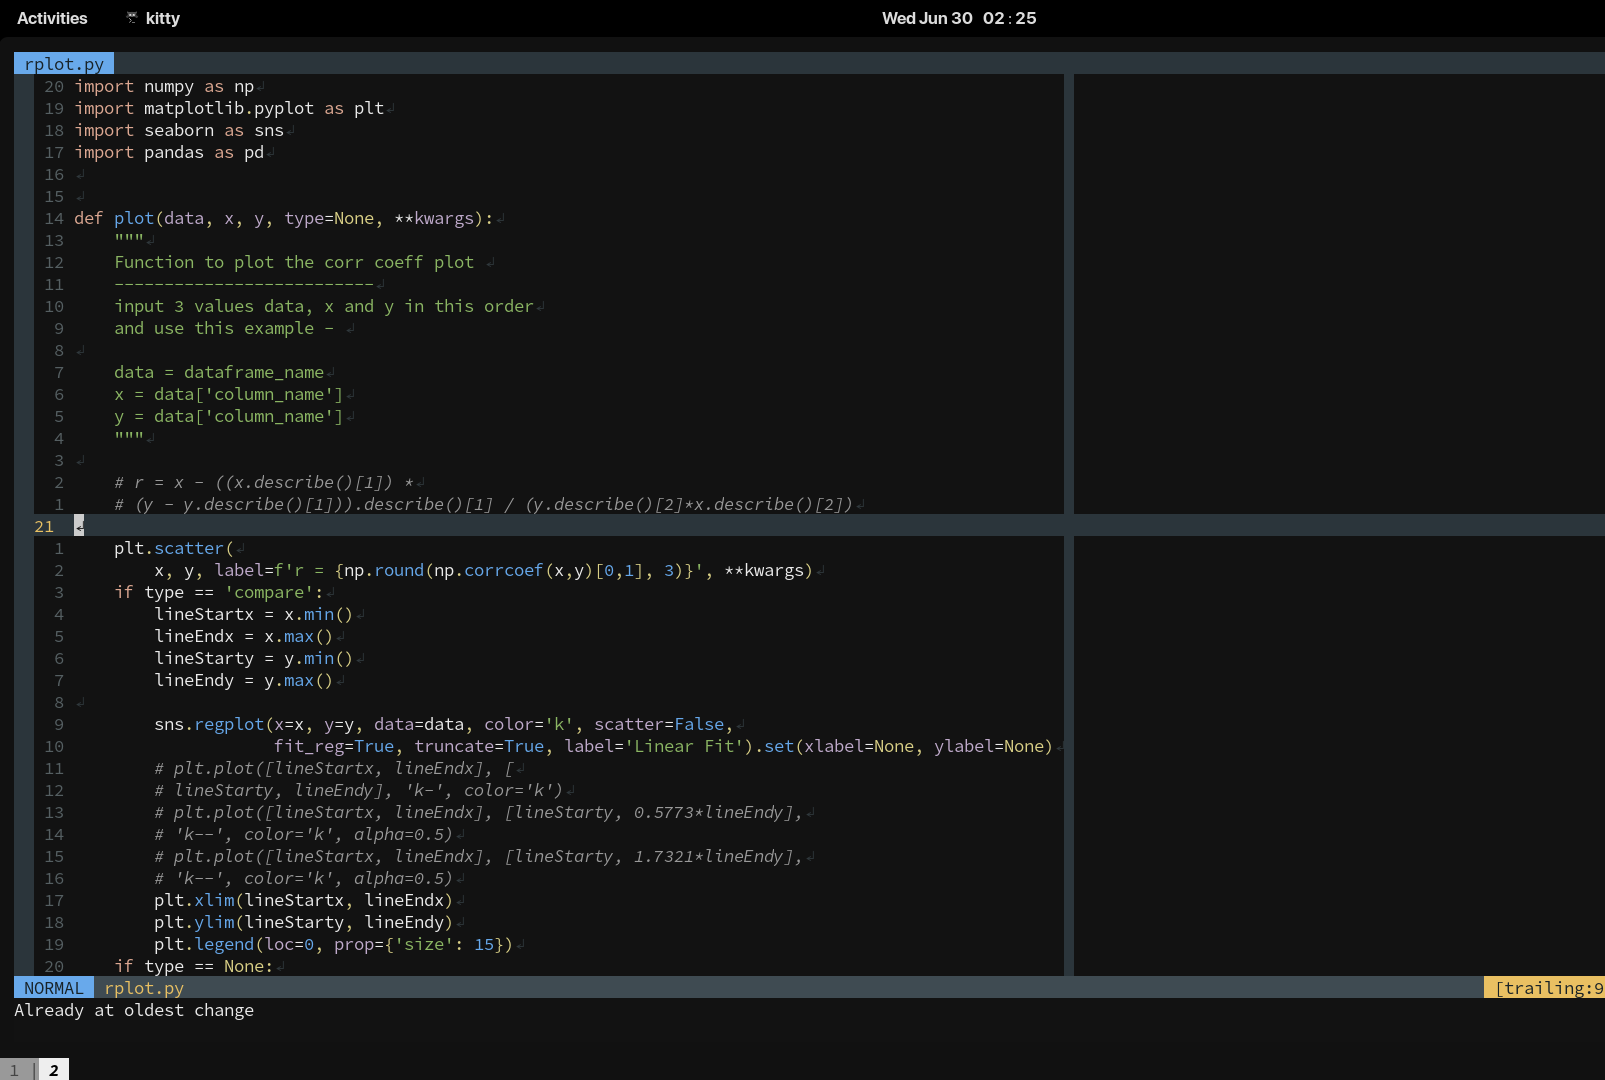 Activities kitty Wed Jun 30 02:25
rplot.py
20 import numpy as np
19 import matplotlib.pyplot as plt
18 import seaborn as sns
17 import pandas as pd
16
15
14 def plot(data, x, y, type=None, **kwargs):
13     """
12     Function to plot the corr coeff plot
11     --------------------------
10     input 3 values data, x and y in this order
9     and use this example -
8
7     data = dataframe_name
6     x = data['column_name']
5     y = data['column_name']
4     """
3
2     # r = x - ((x.describe()[1]) *
1     # (y - y.describe()[1])).describe()[1] / (y.describe()[2]*x.describe()[2])
21
1     plt.scatter(
2         x, y, label=f'r = {np.round(np.corrcoef(x,y)[0,1], 3)}', **kwargs)
3     if type == 'compare':
4         lineStartx = x.min()
5         lineEndx = x.max()
6         lineStarty = y.min()
7         lineEndy = y.max()
8
9         sns.regplot(x=x, y=y, data=data, color='k', scatter=False,
10                     fit_reg=True, truncate=True, label='Linear Fit').set(xlabel=None, ylabel=None)
11         # plt.plot([lineStartx, lineEndx], [
12         # lineStarty, lineEndy], 'k-', color='k')
13         # plt.plot([lineStartx, lineEndx], [lineStarty, 0.5773*lineEndy],
14         # 'k--', color='k', alpha=0.5)
15         # plt.plot([lineStartx, lineEndx], [lineStarty, 1.7321*lineEndy],
16         # 'k--', color='k', alpha=0.5)
17         plt.xlim(lineStartx, lineEndx)
18         plt.ylim(lineStarty, lineEndy)
19         plt.legend(loc=0, prop={'size': 15})
20     if type == None:
NORMAL rplot.py [trailing:9
Already at oldest change
1 | 2